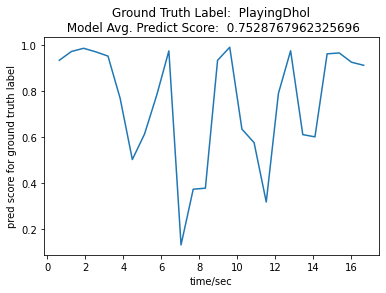 Ground Truth Label: PlayingDhol
Model Avg. Predict Score: 0.7528767962325696
1.0
0.8
0.6
0.4
0.2
pred score for ground truth label
0 2 4 6 8 10 12 14 16
time/sec